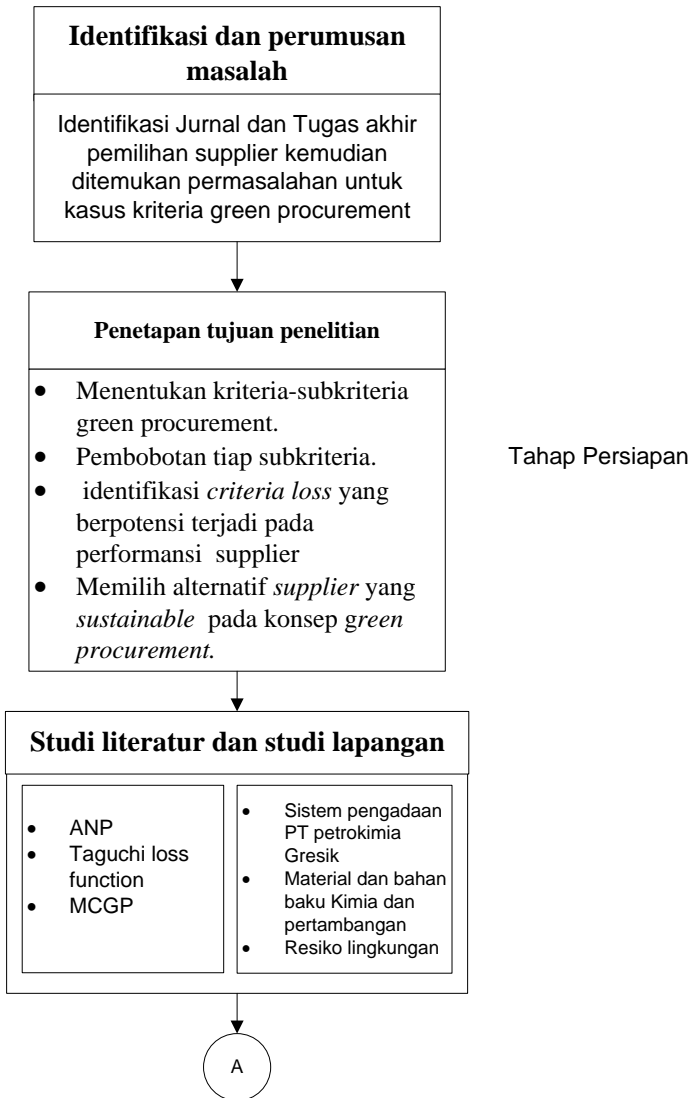 Identifikasi dan perumusan
masalah
Identifikasi Jurnal dan Tugas akhir
pemilihan supplier kemudian
ditemukan permasalahan untuk
kasus kriteria green procurement
Penetapan tujuan penelitian
• Menentukan kriteria-subkriteria
green procurement.
• Pembobotan tiap subkriteria.
• identifikasi criteria loss yang
berpotensi terjadi pada
performansi supplier
• Memilih alternatif supplier yang
sustainable pada konsep green
procurement.
Tahap Persiapan
Studi literatur dan studi lapangan
• ANP
• Taguchi loss
function
• MCGP
• Sistem pengadaan
PT petrokimia
Gresik
• Material dan bahan
baku Kimia dan
pertambangan
• Resiko lingkungan
A